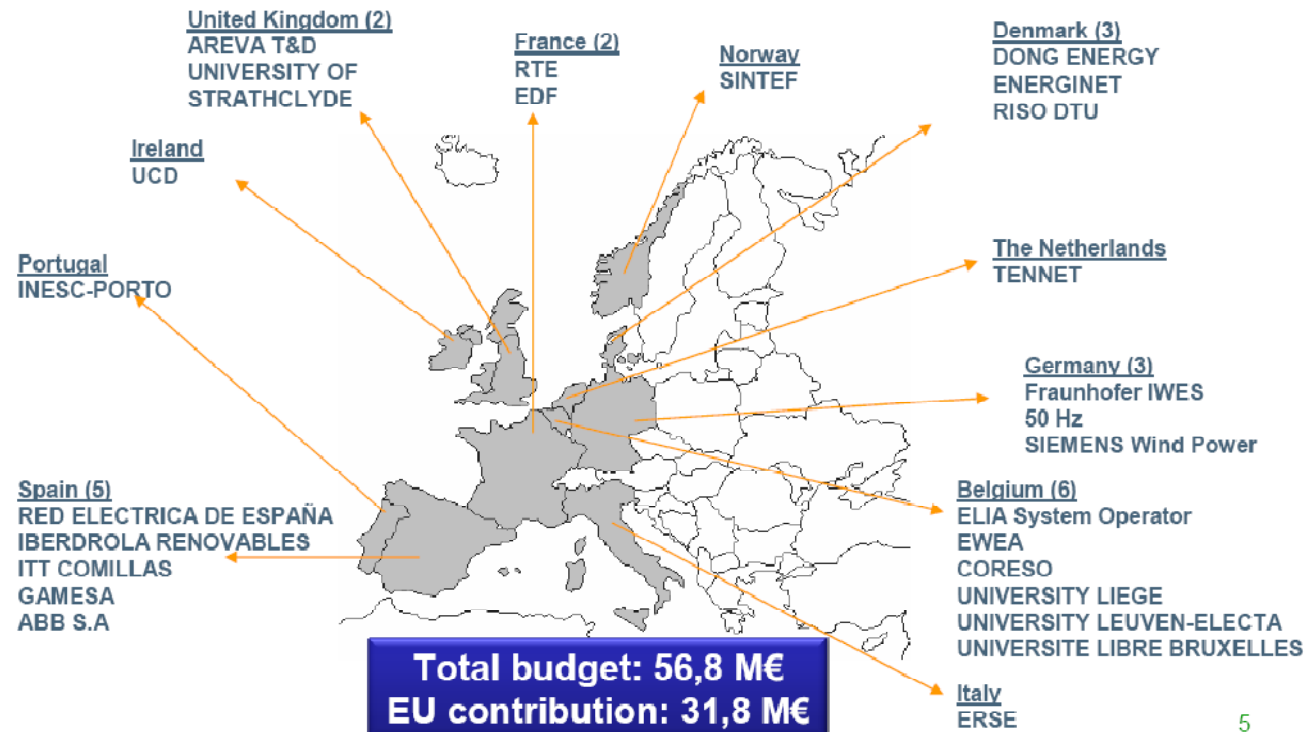 United Kingdom (2)
AREVA T&D
UNIVERSITY OF
STRATHCLYDE
France (2)
RTE
EDF
Norway
SINTEF
Denmark (3)
DONG ENERGY
ENERGINET
RISO DTU
Ireland
UCD
Portugal
INESC-PORTO
The Netherlands
TENNET
Germany (3)
Fraunhofer IWES
50 Hz
SIEMENS Wind Power
Spain (5)
RED ELECTRICA DE ESPAÑA
IBERDROLA RENOVABLES
ITT COMILLAS
GAMESA
ABB S.A
Belgium (6)
ELIA System Operator
EWEA
CORESO
UNIVERSITY LIEGE
UNIVERSITY LEUVEN-ELECTA
UNIVERSITE LIBRE BRUXELLES
Italy
ERSE
Total budget: 56,8 M€
EU contribution: 31,8 M€
5